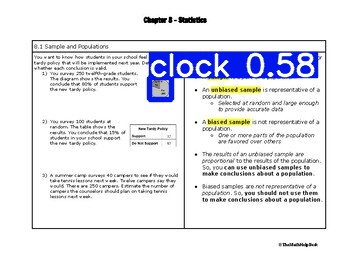 Chapter 8 - Statistics
8.1 Sample and Populations
You want to know how students in your school feel
tardy policy that will be implemented next year.
whether each conclusion is valid.
1) You survey 250 twelfth-grade students.
The diagram shows the results. You
conclude that 80% of students support
the new tardy policy.
2) You survey 100 students at
random. The table shows the
results. You conclude that 15% of
students in your school support
the new tardy policy.
New Tardy Policy
Support
Do Not Support
3) A summer camp surveys 40 campers to see if they would
take tennis lessons next week. Twelve campers say they
would. There are 250 campers. Estimate the number of
campers the counselors should plan on taking tennis
lessons next week.
clock 0.58
An unbiased sample is representative of a
population.
Selected at random and large enough
to provide accurate data
A biased sample is not representative of
a population.
One or more parts of the
population are favored over others
The results of an unbiased sample are
proportional to the results of the population.
So, you can use unbiased samples to
make conclusions about a population.
Biased samples are not representative of a
population. So, you should not use them
to make conclusions about a population.
© TheMathHelp Book